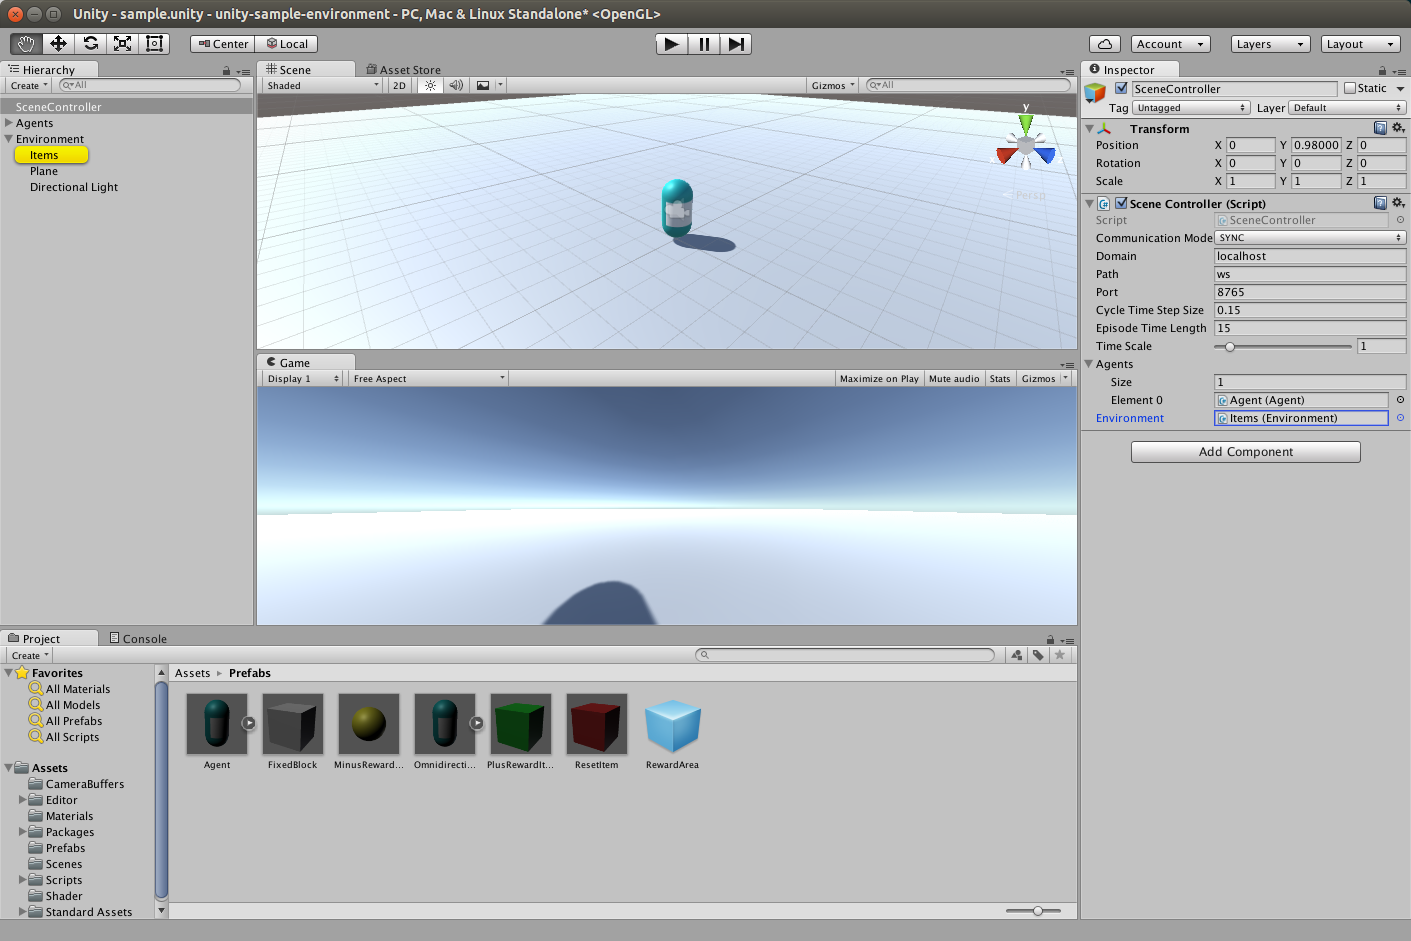 Unity - sample.unity - unity-sample-environment - PC, Mac & Linux Standalone* <OpenGL>
Center Local
Account Layers Layout
Hierarchy
Create All
SceneController
Agents
Environment
Items
Plane
Directional Light
Scene Asset Store
Shaded 2D Gizmos All
y
Persp
Game
Display 1 Free Aspect Maximize on Play Mute audio Stats Gizmos
Inspector
SceneController Static
Tag Untagged Layer Default
Transform
Position X 0 Y 0.98000 Z 0
Rotation X 0 Y 0 Z 0
Scale X 1 Y 1 Z 1
Scene Controller (Script)
Script SceneController
Communication Mode SYNC
Domain localhost
Path ws
Port 8765
Cycle Time Step Size 0.15
Episode Time Length 15
Time Scale 1
Agents
Size 1
Element 0 Agent (Agent)
Environment Items (Environment)
Add Component
Project Console
Create
Favorites
All Materials
All Models
All Prefabs
All Scripts
Assets
CameraBuffers
Editor
Materials
Packages
Prefabs
Scenes
Scripts
Shader
Standard Assets
Assets Prefabs
Agent FixedBlock MinusReward... Omnidirecti... PlusRewardIt... ResetItem RewardArea